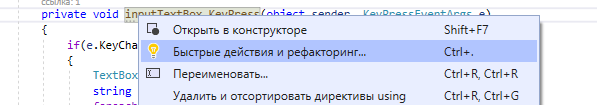 ссылка: 1
private void inputTextBox_KeyPress(object sender, KeyPressEventArgs e)
{
Открыть в конструкторе Shift+F7
if(e.KeyCha
Быстрые действия и рефакторинг... Ctrl+.
{
TextBox
Переименовать... Ctrl+R, Ctrl+R
string
Удалить и отсортировать директивы using Ctrl+R, Ctrl+G
foreach